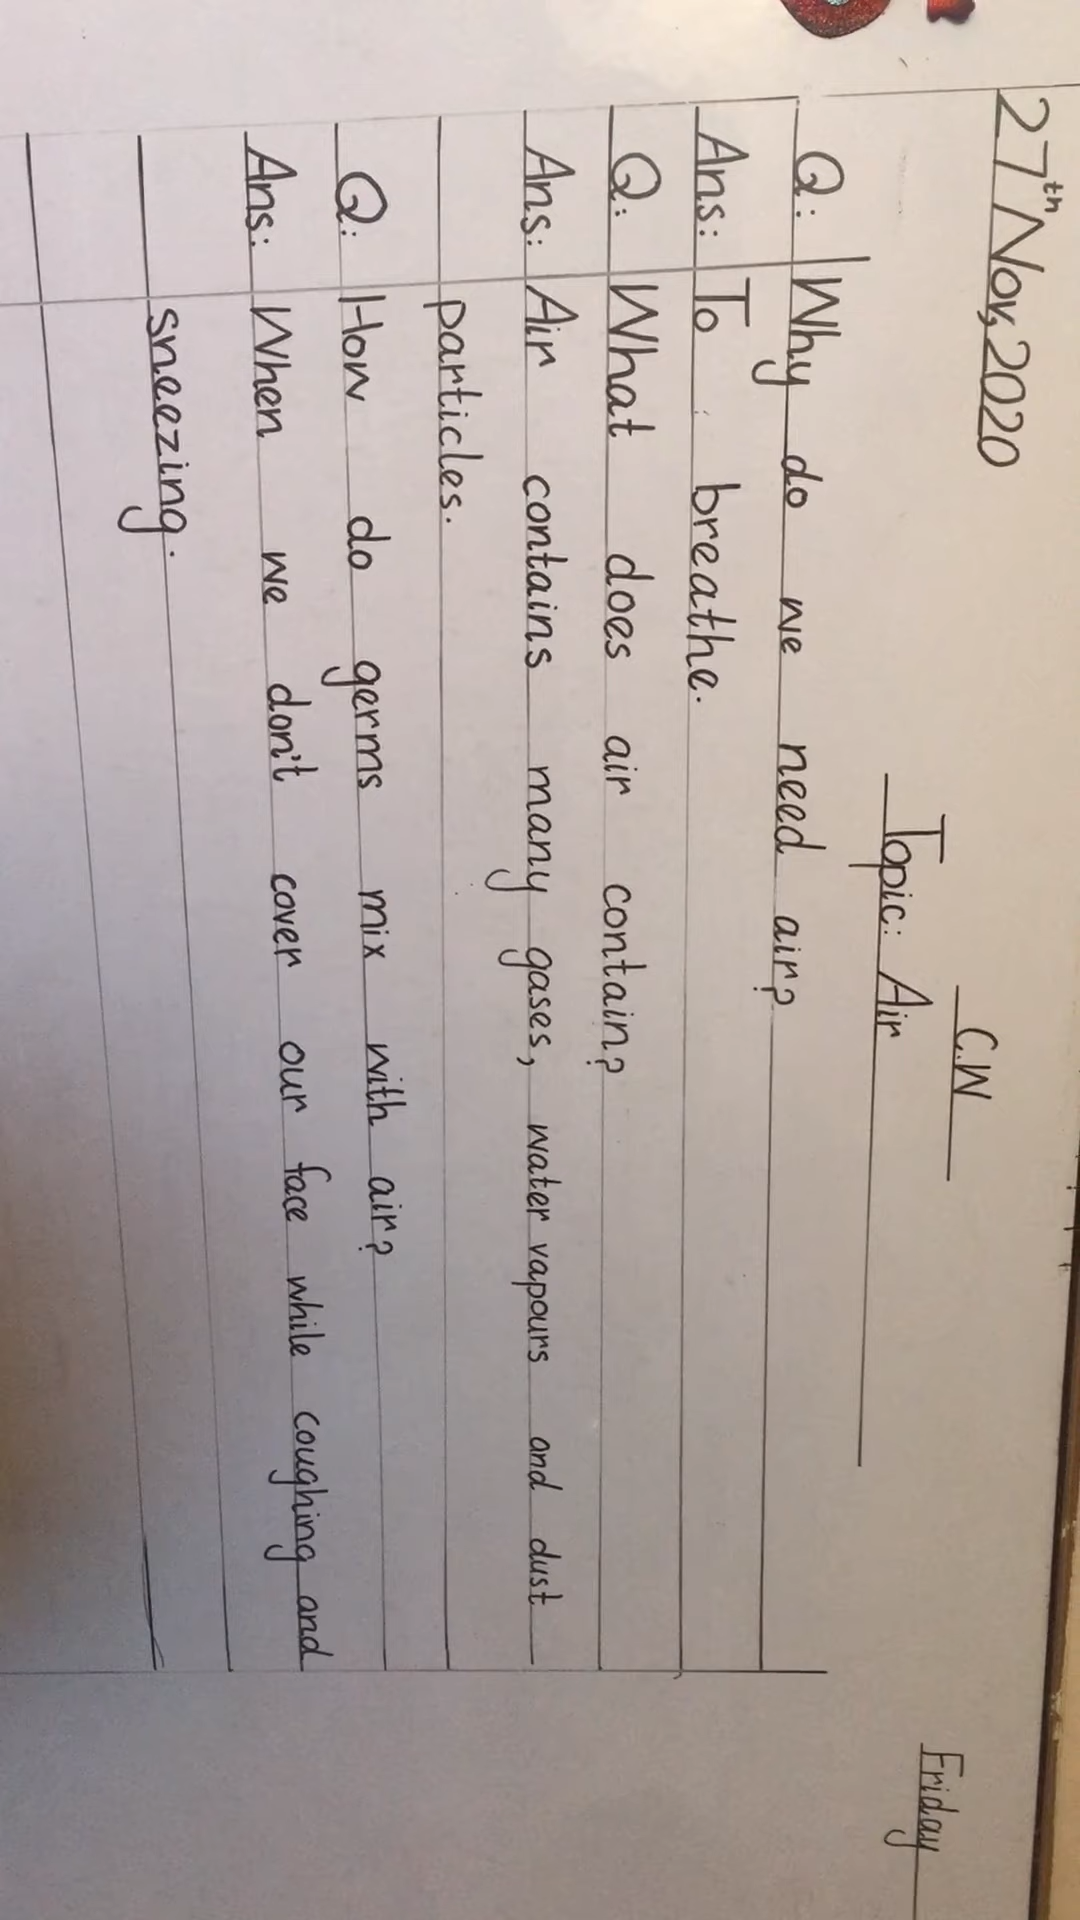 27th Nov, 2020
C.W
Friday
Topic: Air
Q: Why do we need air?
Ans: To breathe.
Q: What does air contain?
Ans: Air contains many gases, water vapours and dust
particles.
Q: How do germs mix with air?
Ans: When we don't cover our face while coughing and
sneezing.